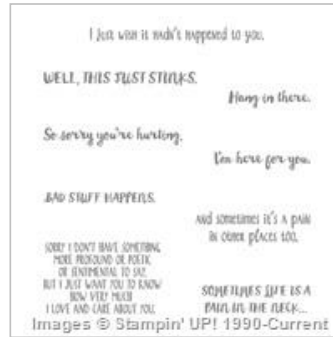 I just wish it hadn't happened to you.
WELL, THIS JUST STINKS.
Hang in there.
So sorry you're hurting.
I'm here for you.
BAD STUFF HAPPENS.
And sometimes it's a pain
in other places too.
SORRY I DON'T HAVE SOMETHING
MORE PROFOUND OR POETIC
OR SENTIMENTAL TO SAY,
BUT I JUST WANT YOU TO KNOW
HOW VERY MUCH
I LOVE AND CARE ABOUT YOU.
SOMETIMES LIFE IS A
PAIN IN THE NECK...
Images © Stampin' UP! 1990-Current